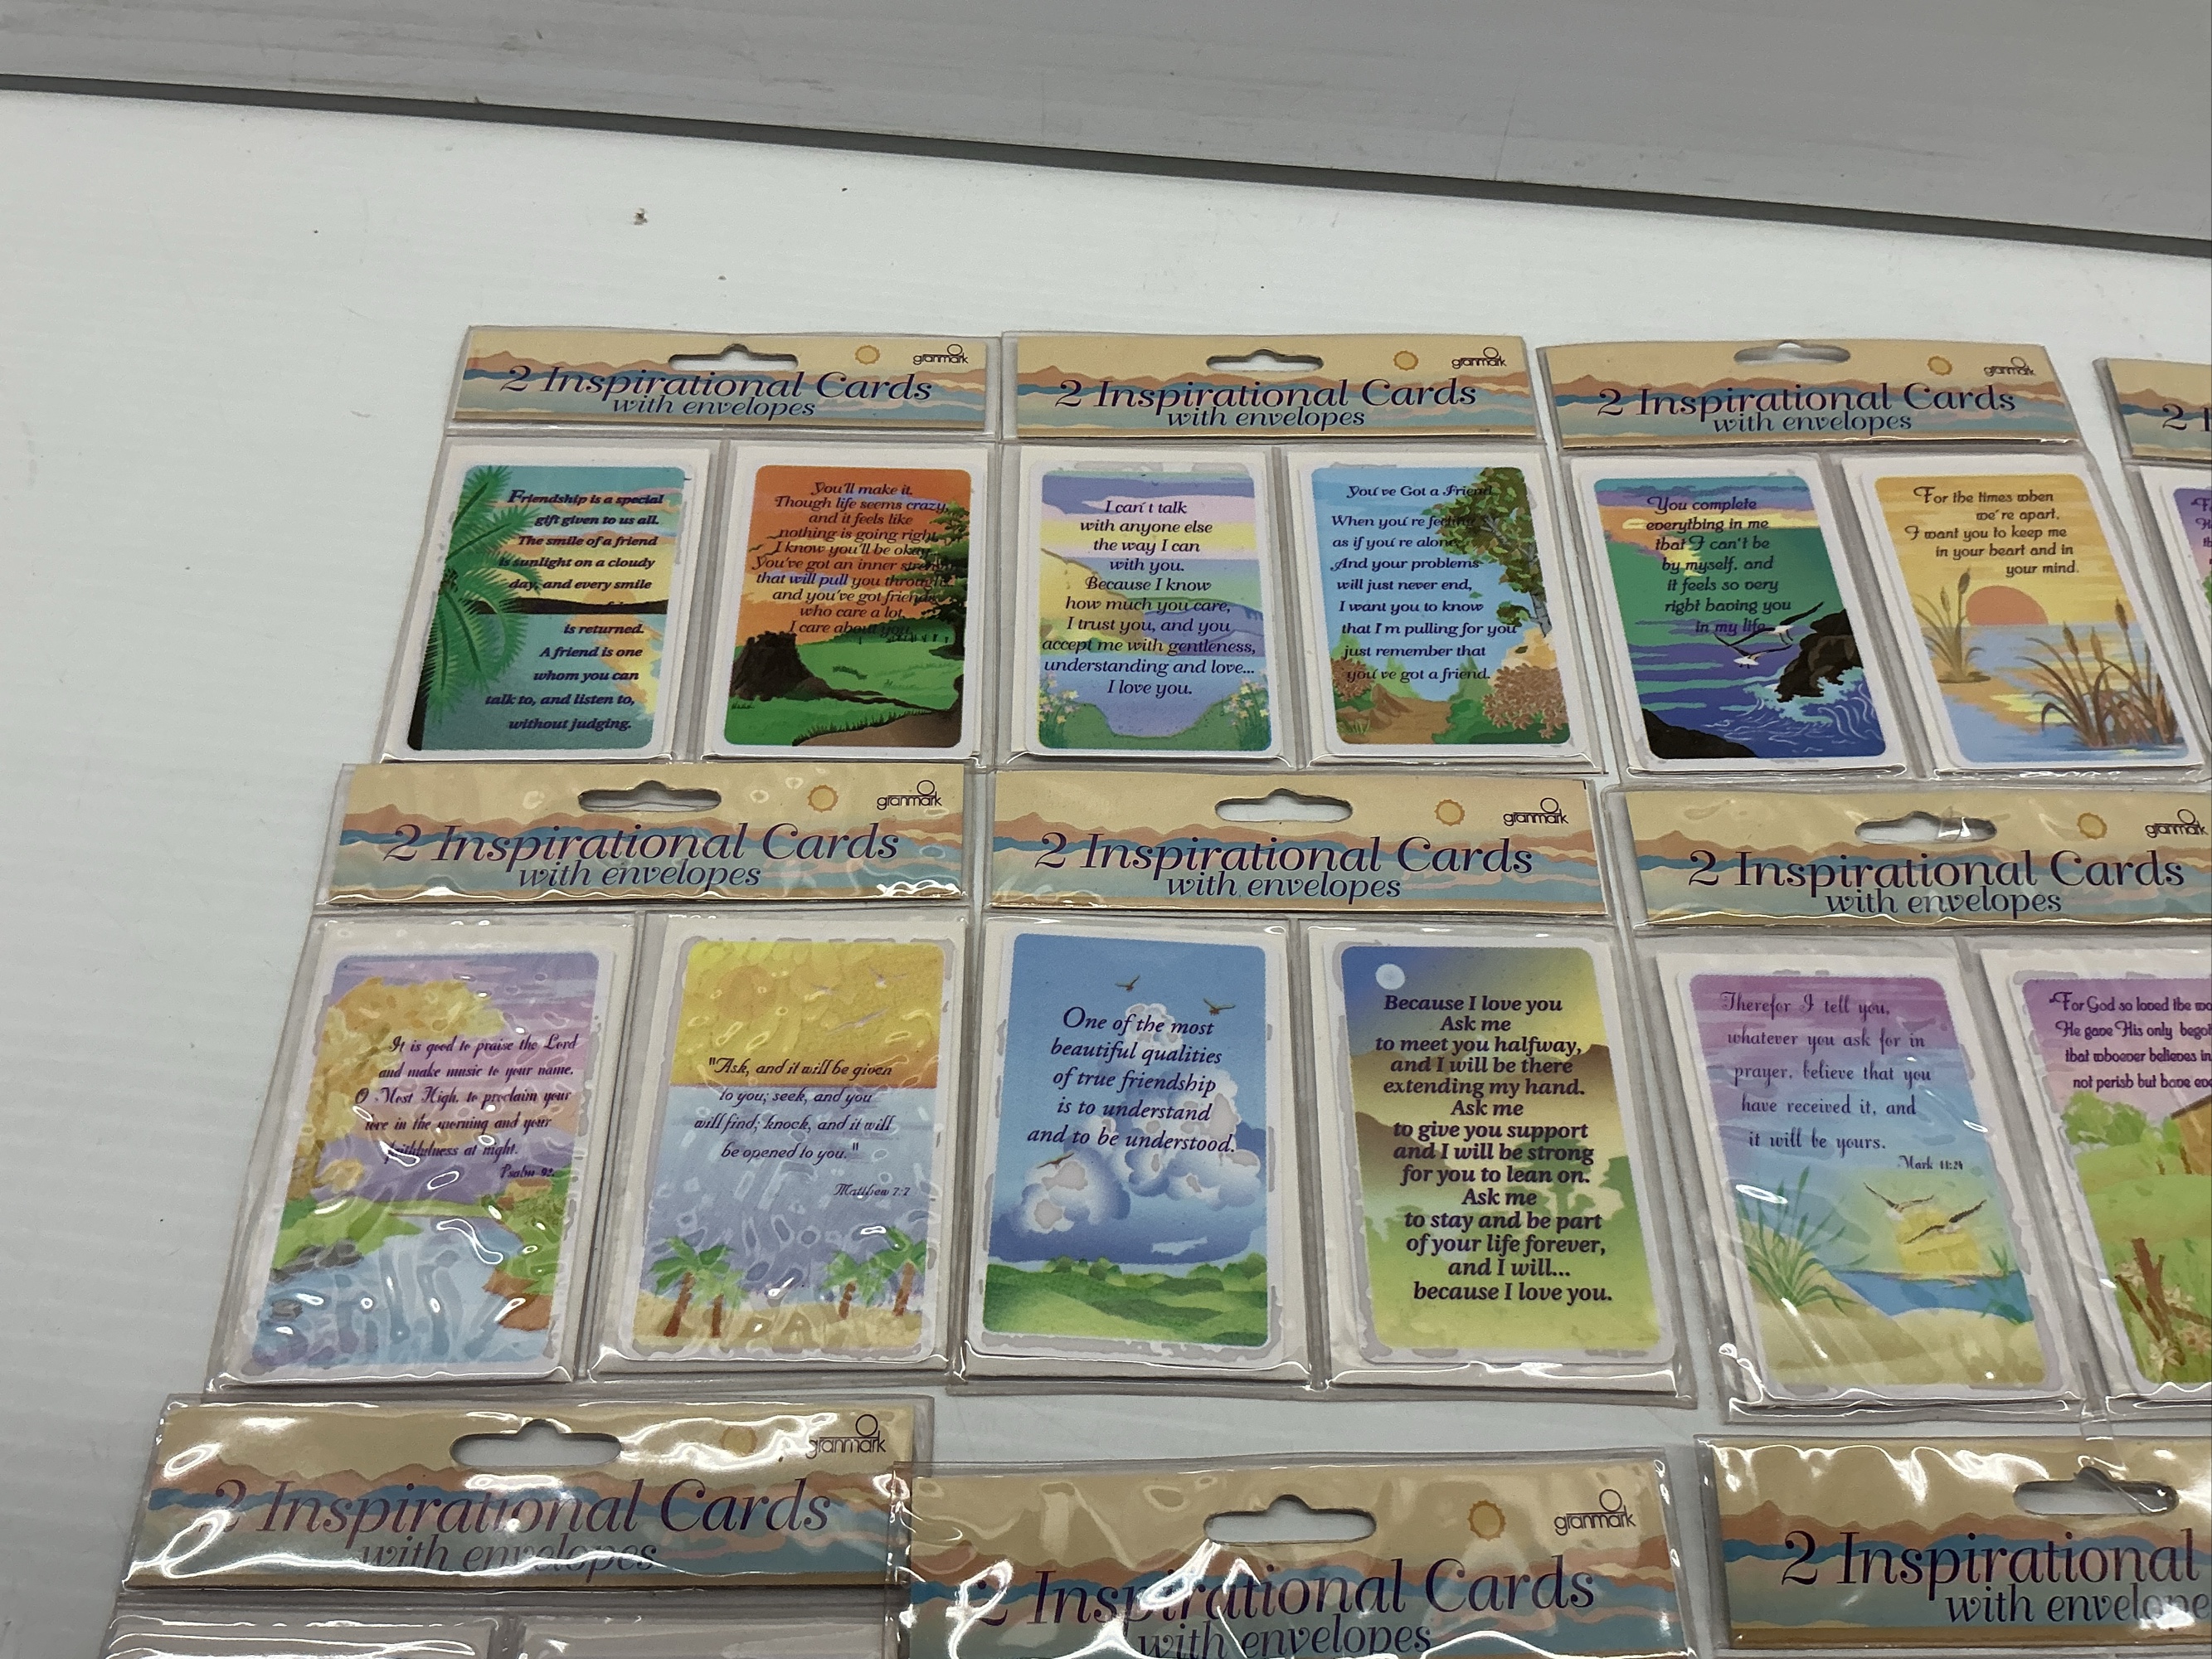 granmark
2 Inspirational Cards
with envelopes
Friendship is a special
gift given to us all.
The smile of a friend
is sunlight on a cloudy
day, and every smile
is returned.
A friend is one
whom you can
talk to, and listen to,
without judging.
You'll make it.
Though life seems crazy,
and it feels like
nothing is going right,
I know you'll be okay.
You've got an inner
that will pull you through
and you've got friends
who care a lot.
I care about you.
granmark
2 Inspirational Cards
with envelopes
I can't talk
with anyone else
the way I can
with you.
Because I know
how much you care,
I trust you, and you
accept me with gentleness,
understanding and love...
I love you.
You've Got a Friend
When you're feeling
as if you're alone,
And your problems
will just never end,
I want you to know
that I'm pulling for you
just remember that
you've got a friend.
granmark
2 Inspirational Cards
with envelopes
You complete
everything in me
that I can't be
by myself, and
it feels so very
right having you
in my life.
For the times when
we're apart,
I want you to keep me
in your heart and in
your mind.
2
granmark
2 Inspirational Cards
with envelopes
It is good to praise the Lord
and make music to your name,
O Most High, to proclaim your
love in the morning and your
faithfulness at night.
Psalm 92
"Ask, and it will be given
to you; seek, and you
will find; knock, and it will
be opened to you."
Matthew 7:7
granmark
2 Inspirational Cards
with envelopes
One of the most
beautiful qualities
of true friendship
is to understand
and to be understood.
Because I love you
Ask me
to meet you halfway,
and I will be there
extending my hand.
Ask me
to give you support
and I will be strong
for you to lean on.
Ask me
to stay and be part
of your life forever,
and I will...
because I love you.
granmark
2 Inspirational Cards
with envelopes
Therefor I tell you,
whatever you ask for in
prayer, believe that you
have received it, and
it will be yours.
Mark 11:24
"For God so loved the
He gave His only
that whoever believes in
not perish but have
granmark
2 Inspirational Cards
with envelopes
granmark
2 Inspirational Cards
with envelopes
2 Inspirational
with